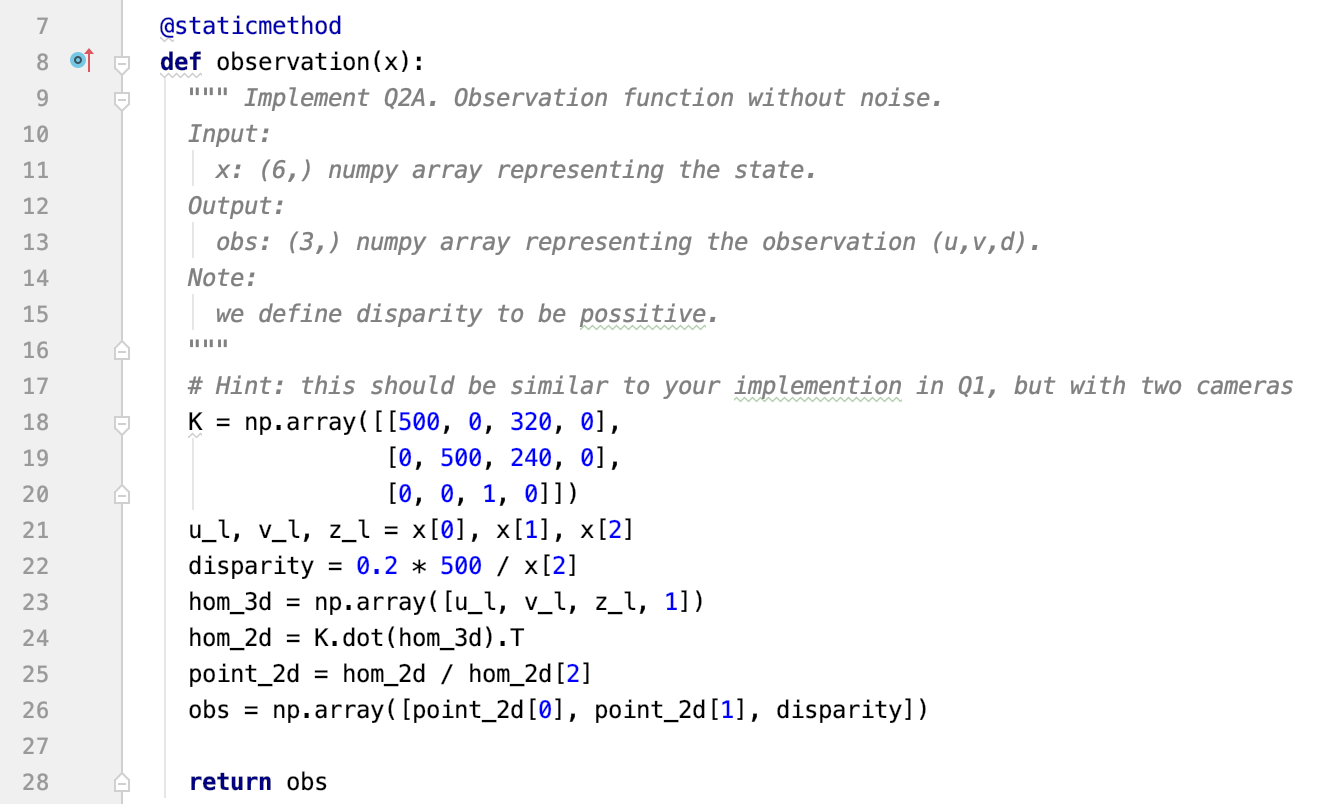 7 @staticmethod
8 def observation(x):
9 """ Implement Q2A. Observation function without noise.
10 Input:
11 x: (6,) numpy array representing the state.
12 Output:
13 obs: (3,) numpy array representing the observation (u,v,d).
14 Note:
15 we define disparity to be possitive.
16 """
17 # Hint: this should be similar to your implemention in Q1, but with two cameras
18 K = np.array([[500, 0, 320, 0],
19 [0, 500, 240, 0],
20 [0, 0, 1, 0]])
21 u_l, v_l, z_l = x[0], x[1], x[2]
22 disparity = 0.2 * 500 / x[2]
23 hom_3d = np.array([u_l, v_l, z_l, 1])
24 hom_2d = K.dot(hom_3d).T
25 point_2d = hom_2d / hom_2d[2]
26 obs = np.array([point_2d[0], point_2d[1], disparity])
27
28 return obs